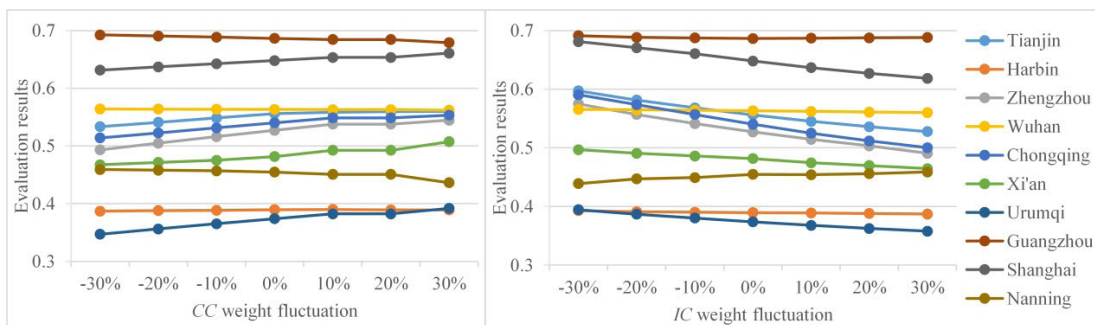 0.7
0.6
0.5
0.4
0.3
Evaluation results
-30% -20% -10% 0% 10% 20% 30%
CC weight fluctuation
0.7
0.6
0.5
0.4
0.3
Evaluation results
-30% -20% -10% 0% 10% 20% 30%
IC weight fluctuation
Tianjin
Harbin
Zhengzhou
Wuhan
Chongqing
Xi'an
Urumqi
Guangzhou
Shanghai
Nanning